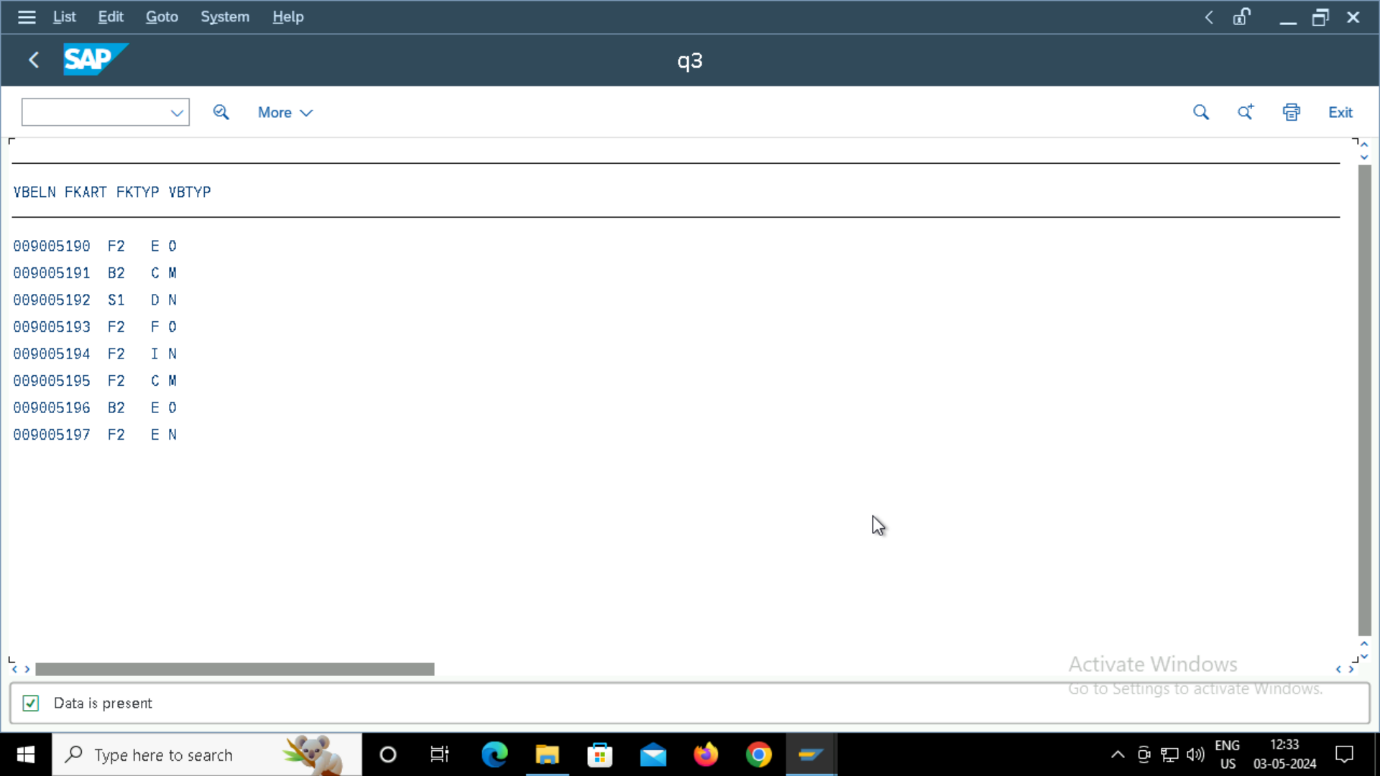 List Edit Goto System Help
SAP
q3
More
Exit
VBELN FKART FKTYP VBTYP
009005190 F2 E O
009005191 B2 C M
009005192 S1 D N
009005193 F2 F O
009005194 F2 I N
009005195 F2 C M
009005196 B2 E O
009005197 F2 E N
Activate Windows
Go to Settings to activate Windows.
Data is present
Type here to search
ENG 12:33
US 03-05-2024